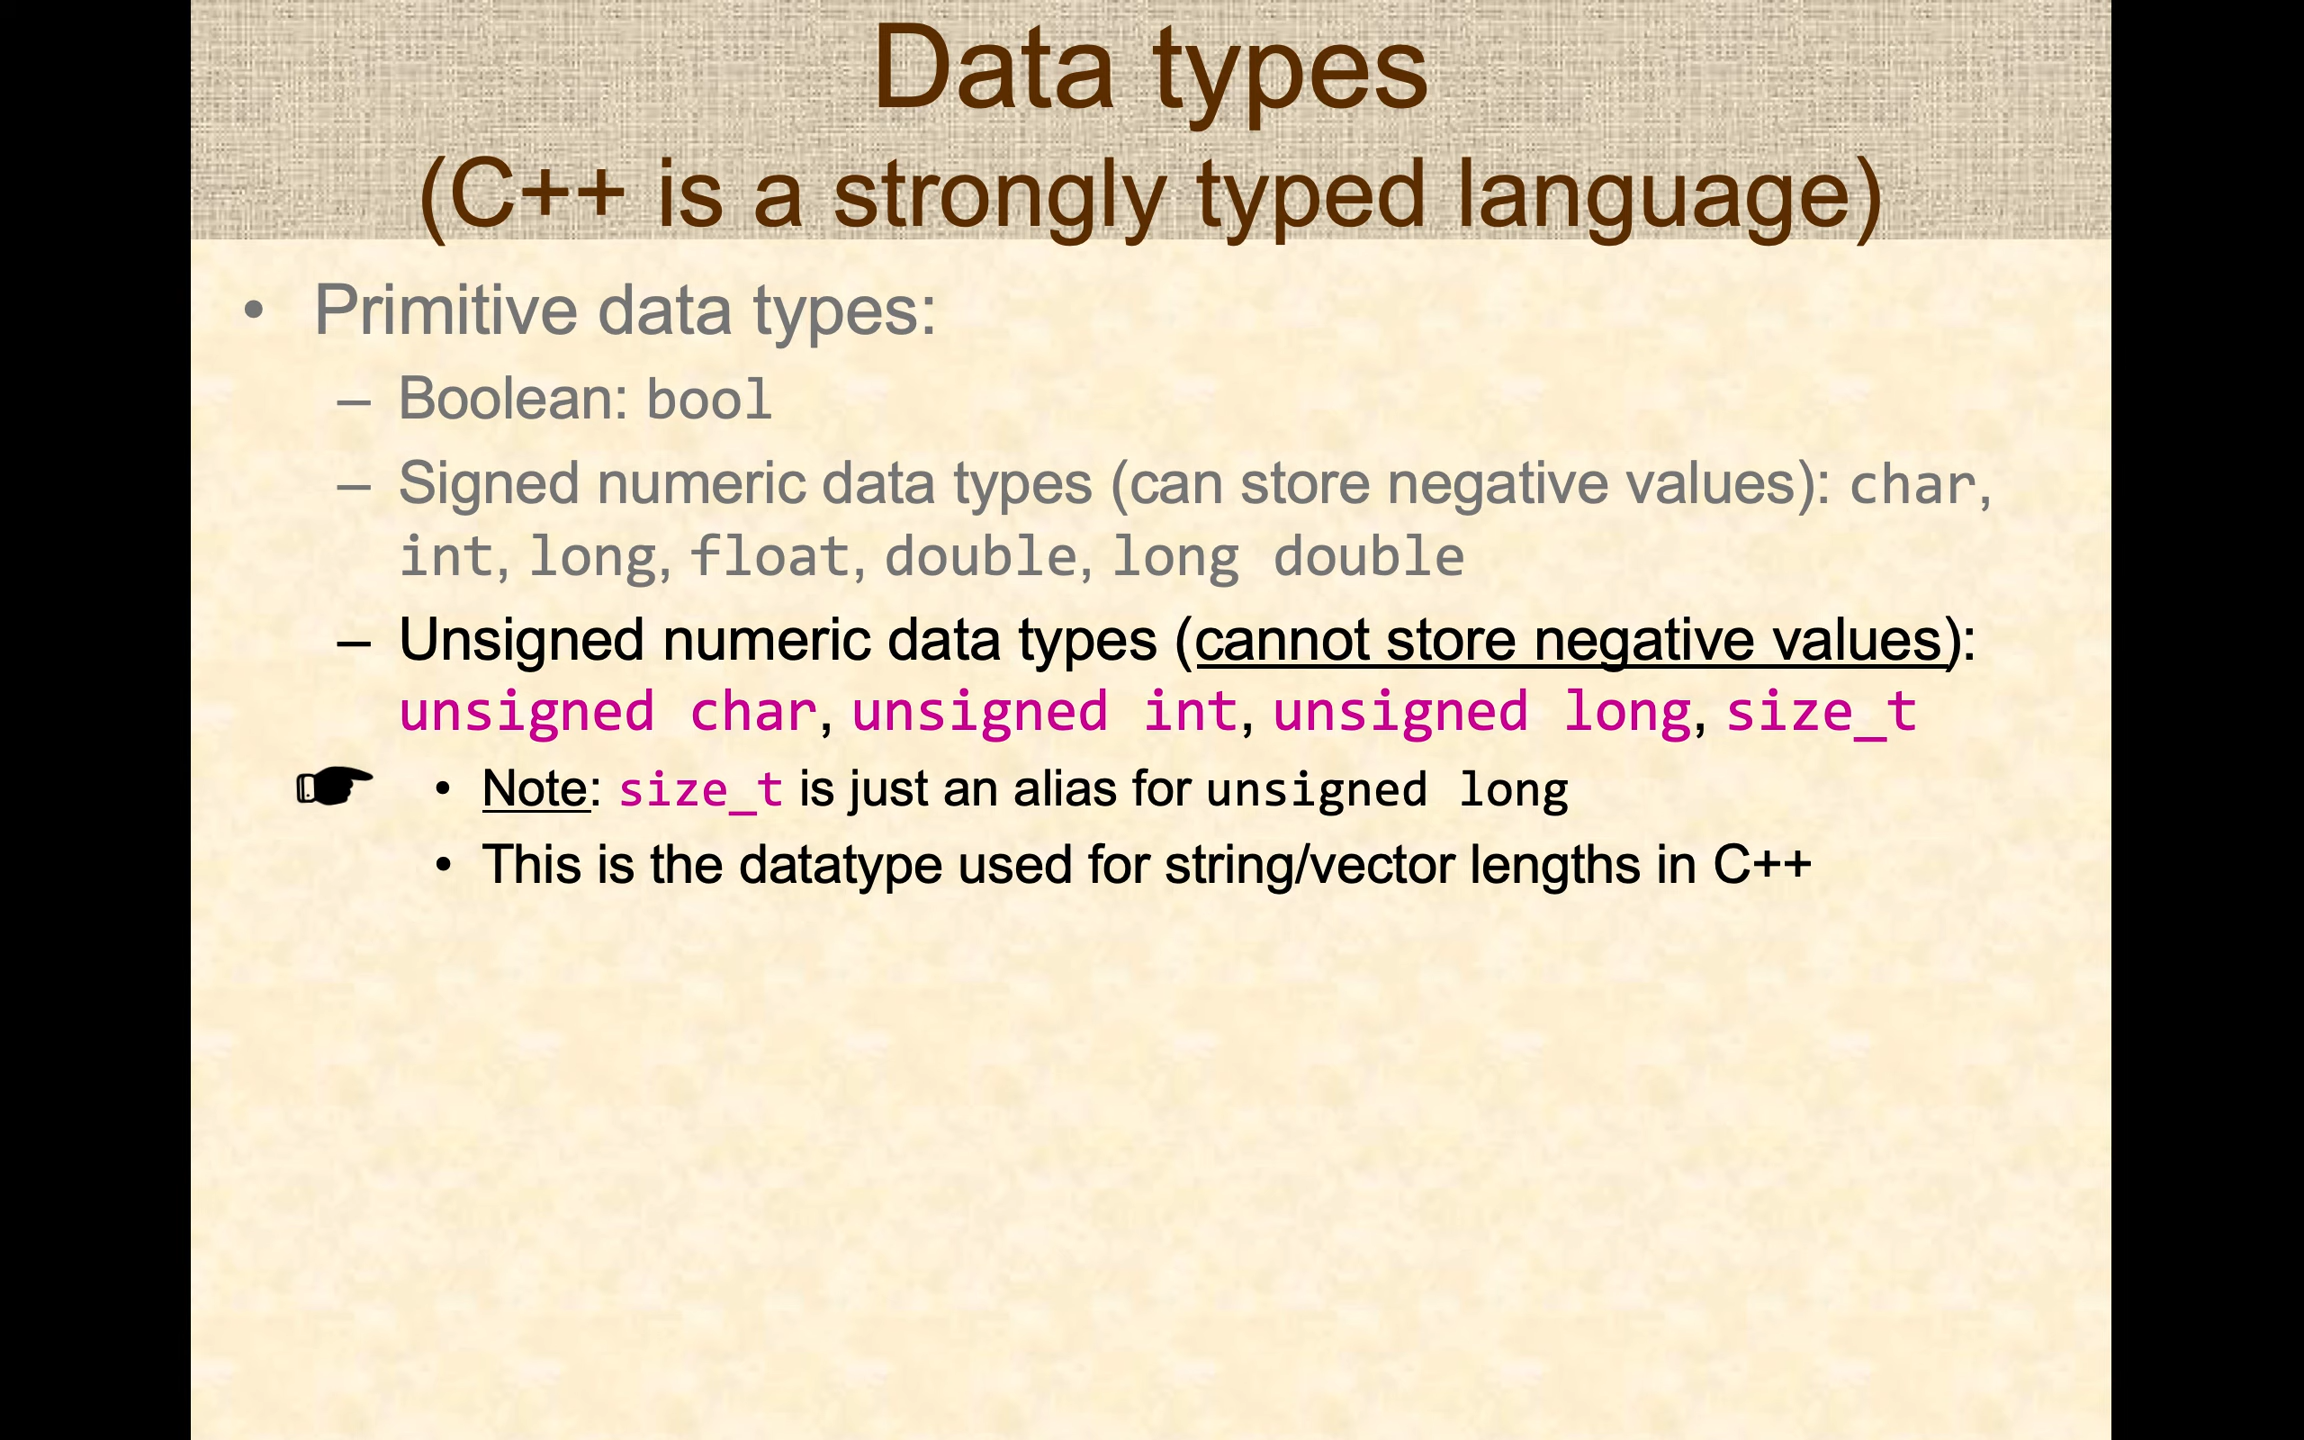 Data types
(C++ is a strongly typed language)
• Primitive data types:
– Boolean: bool
– Signed numeric data types (can store negative values): char,
int, long, float, double, long double
– Unsigned numeric data types (cannot store negative values):
unsigned char, unsigned int, unsigned long, size_t
• Note: size_t is just an alias for unsigned long
• This is the datatype used for string/vector lengths in C++